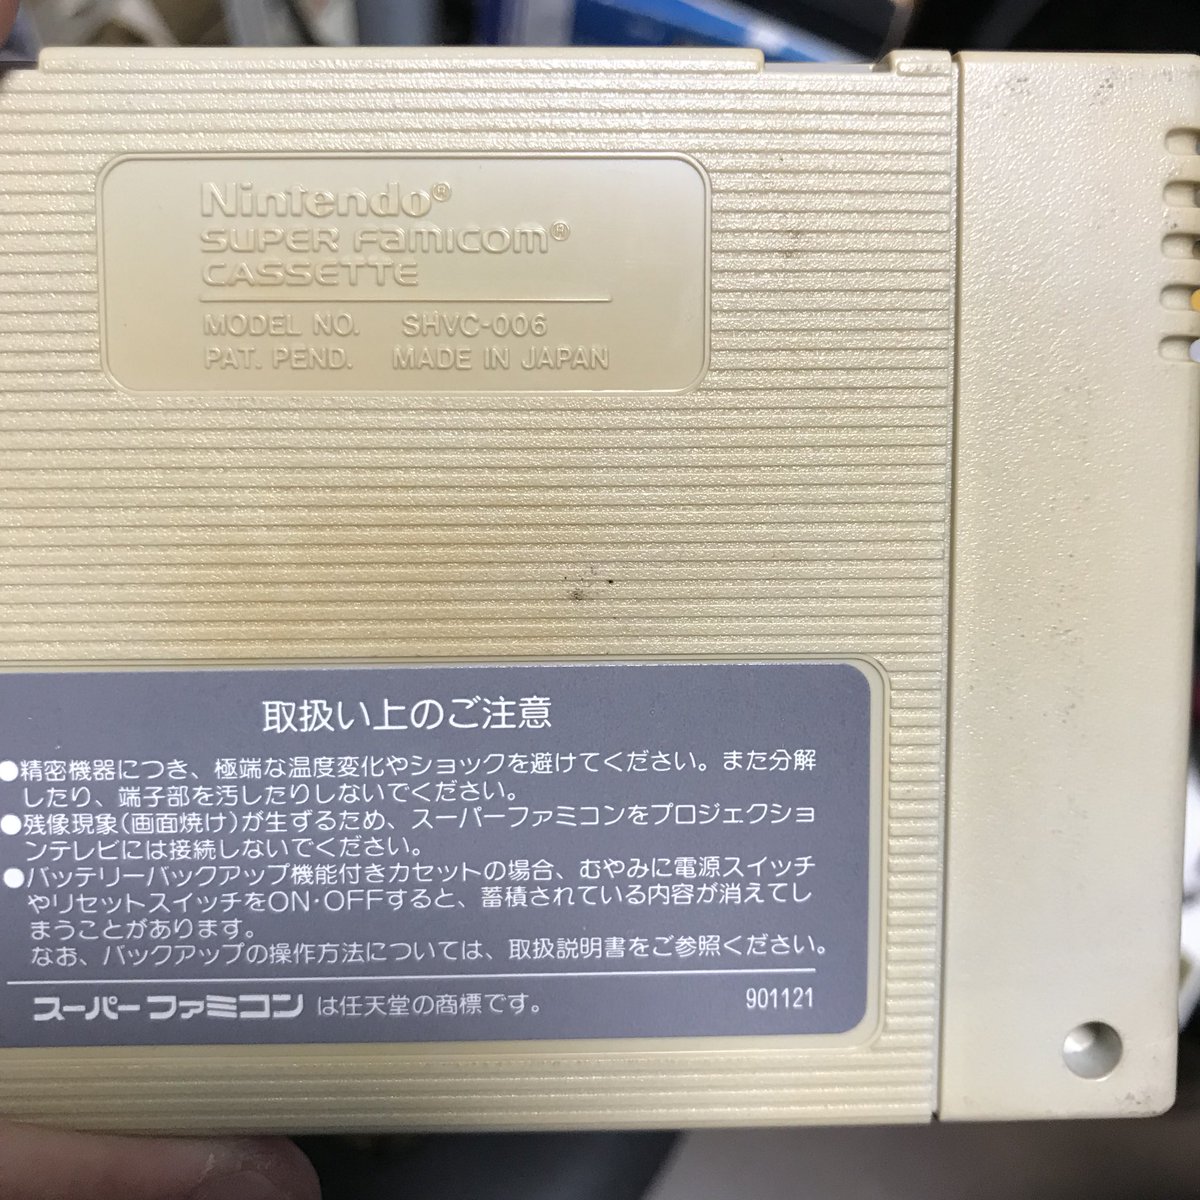 Nintendo®
SUPER FAMICOM®
CASSETTE
MODEL NO. SHVC-006
PAT. PEND. MADE IN JAPAN
取扱い上のご注意
●精密機器につき、極端な温度変化やショックを避けてください。また分解
したり、端子部を汚したりしないでください。
●残像現象(画面焼け)が生ずるため、スーパーファミコンをプロジェクショ
ンテレビには接続しないでください。
●バッテリーバックアップ機能付きカセットの場合、むやみに電源スイッチ
やリセットスイッチをON・OFFすると、蓄積されている内容が消えてし
まうことがあります。
なお、バックアップの操作方法については、取扱説明書をご参照ください。
スーパーファミコン は任天堂の商標です。 901121